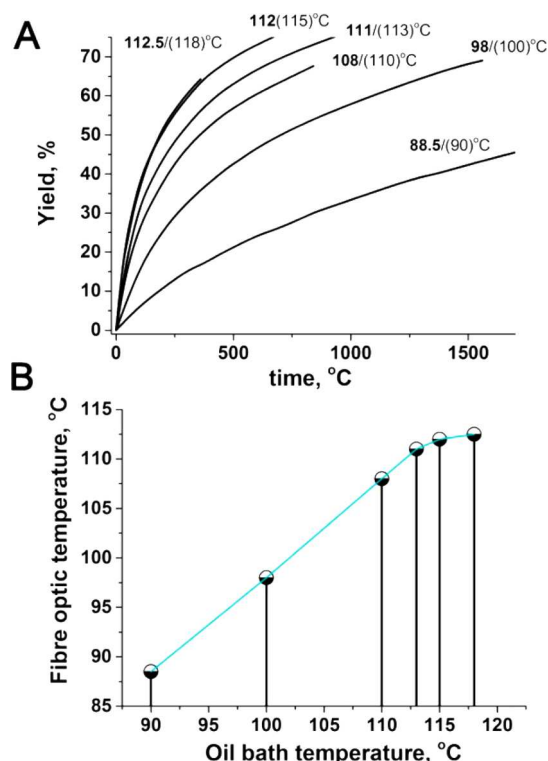 A
112.5/(118)°C
112(115)°C
111/(113)°C
108/(110)°C
98/(100)°C
88.5/(90)°C
Yield, %
70
60
50
40
30
20
10
0
0 500 1000 1500
time, °C
B
Fibre optic temperature, °C
115
110
105
100
95
90
85
90 95 100 105 110 115 120
Oil bath temperature, °C